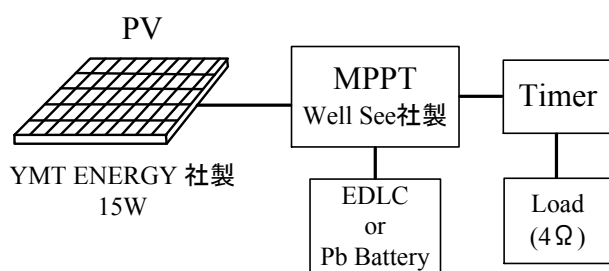 PV
YMT ENERGY 社製
15W
MPPT
Well See社製
Timer
EDLC
or
Pb Battery
Load
(4Ω)